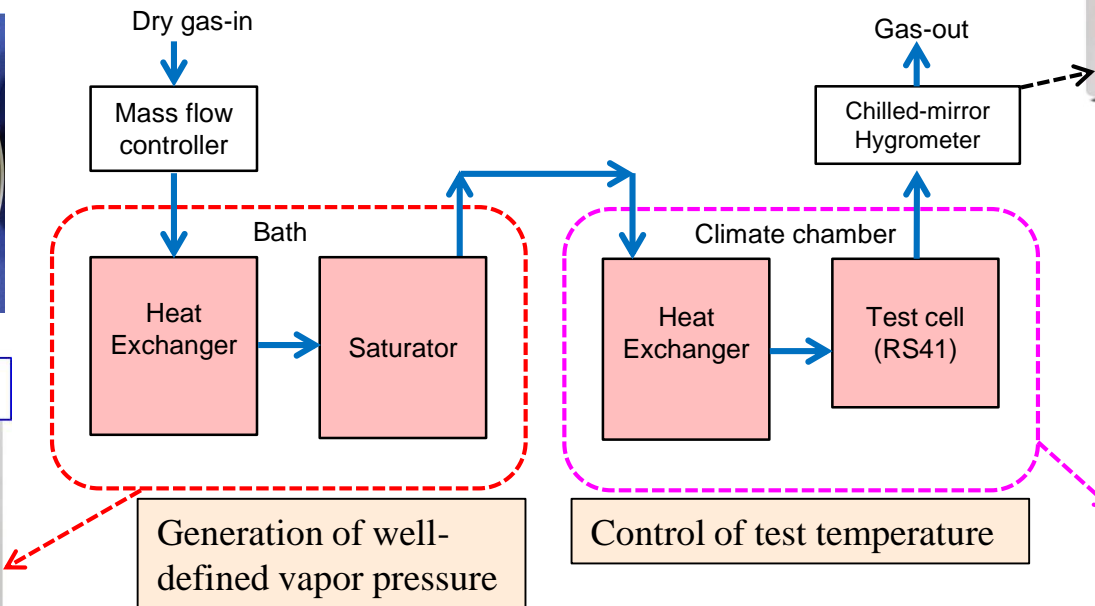 Dry gas-in
Gas-out
Mass flow
controller
Chilled-mirror
Hygrometer
Bath
Climate chamber
Heat
Exchanger
Saturator
Heat
Exchanger
Test cell
(RS41)
Generation of well-
defined vapor pressure
Control of test temperature